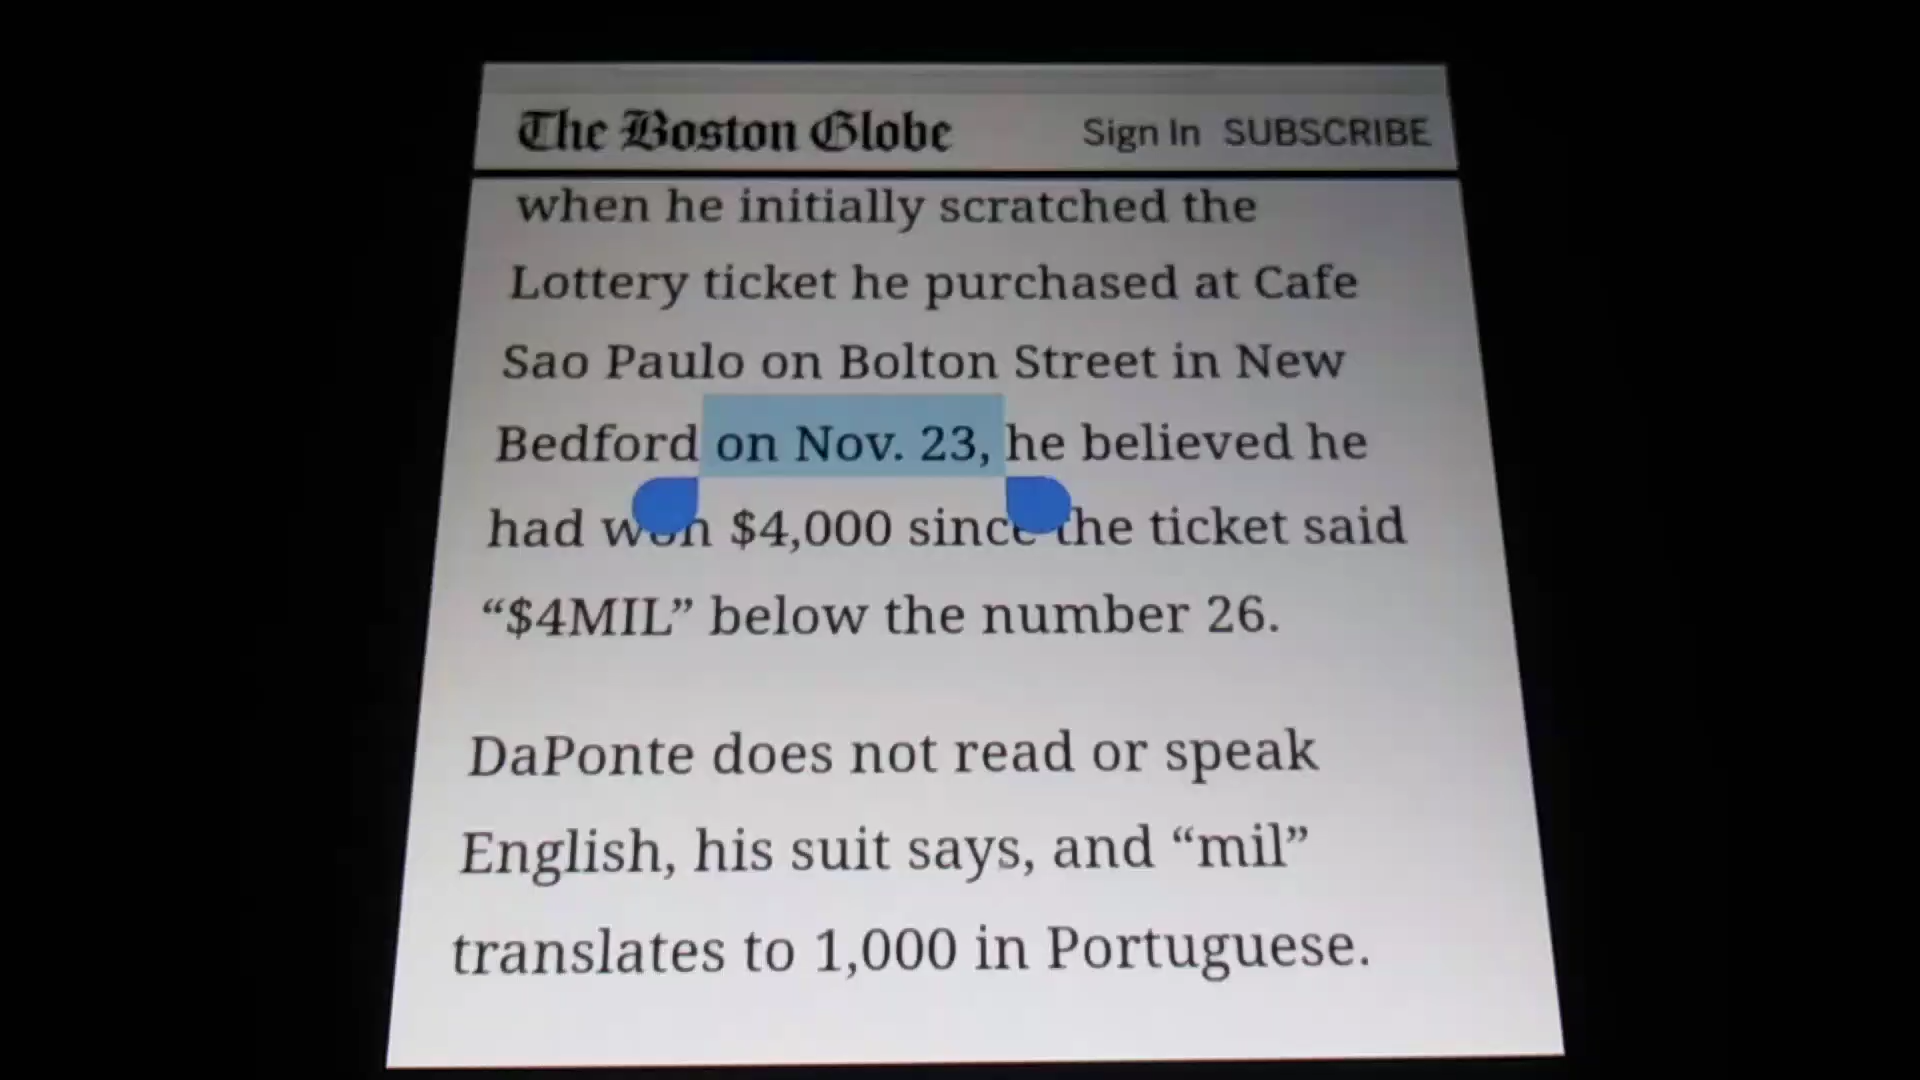 The Boston Globe Sign In SUBSCRIBE
when he initially scratched the
Lottery ticket he purchased at Cafe
Sao Paulo on Bolton Street in New
Bedford on Nov. 23, he believed he
had won $4,000 since the ticket said
“$4MIL” below the number 26.
DaPonte does not read or speak
English, his suit says, and “mil”
translates to 1,000 in Portuguese.